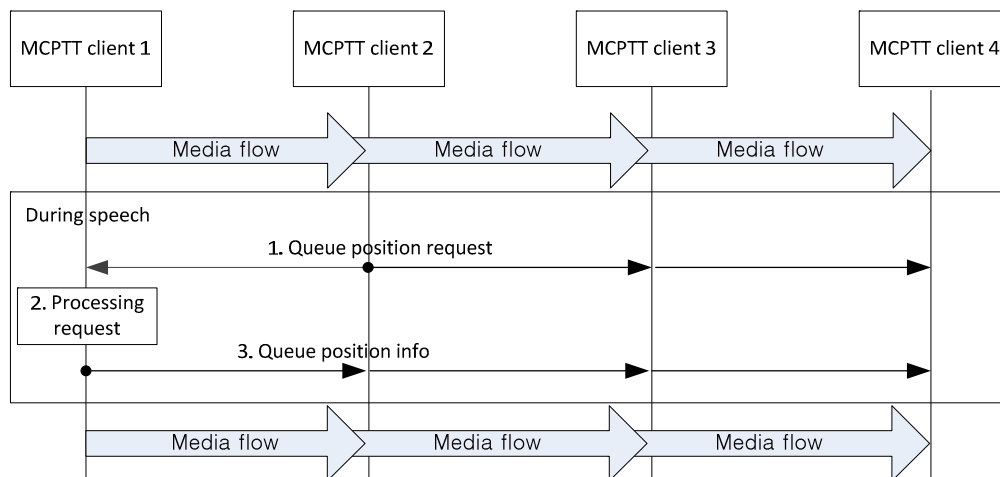 MCPTT client 1
MCPTT client 2
MCPTT client 3
MCPTT client 4
Media flow
Media flow
Media flow
During speech
1. Queue position request
2. Processing
request
3. Queue position info
Media flow
Media flow
Media flow